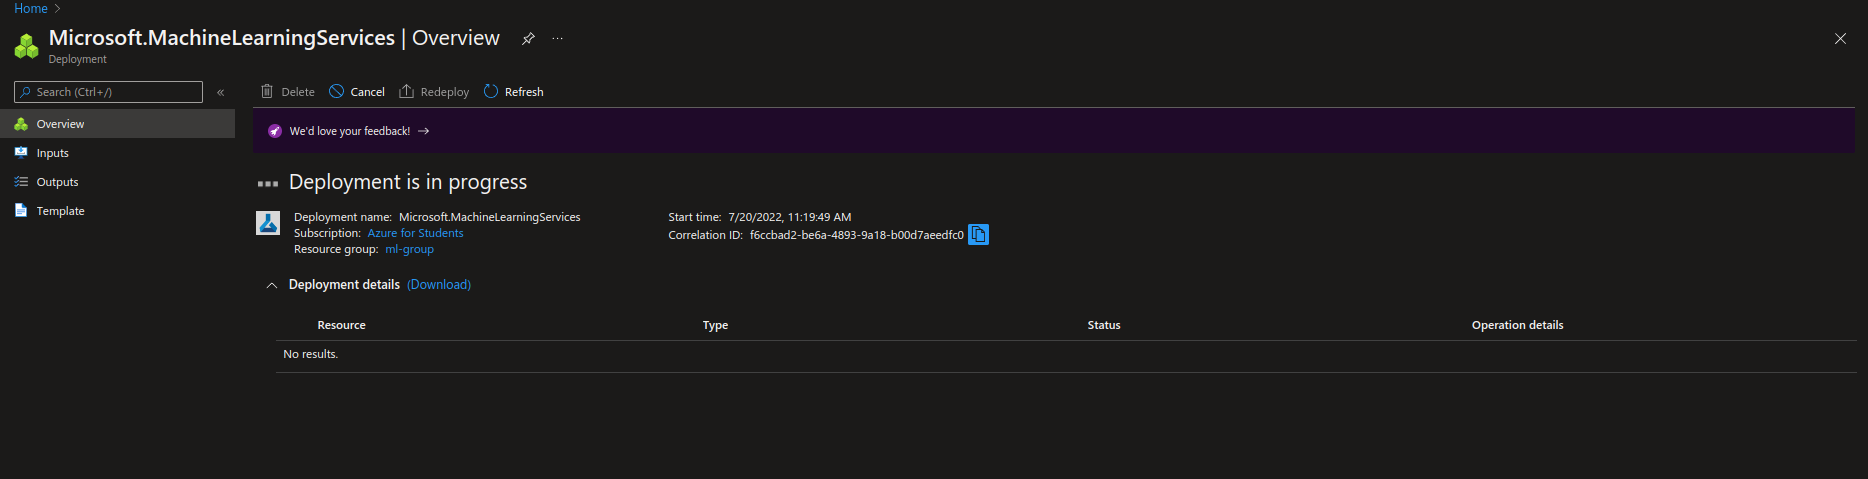 Home >
Microsoft.MachineLearningServices | Overview ...
Deployment
Search (Ctrl+/) «
Delete Cancel Redeploy Refresh
Overview
Inputs
Outputs
Template
We'd love your feedback! →
Deployment is in progress
Deployment name: Microsoft.MachineLearningServices
Subscription: Azure for Students
Resource group: ml-group
Start time: 7/20/2022, 11:19:49 AM
Correlation ID: f6ccbad2-be6a-4893-9a18-b00d7aeedfc0
Deployment details (Download)
Resource Type Status Operation details
No results.